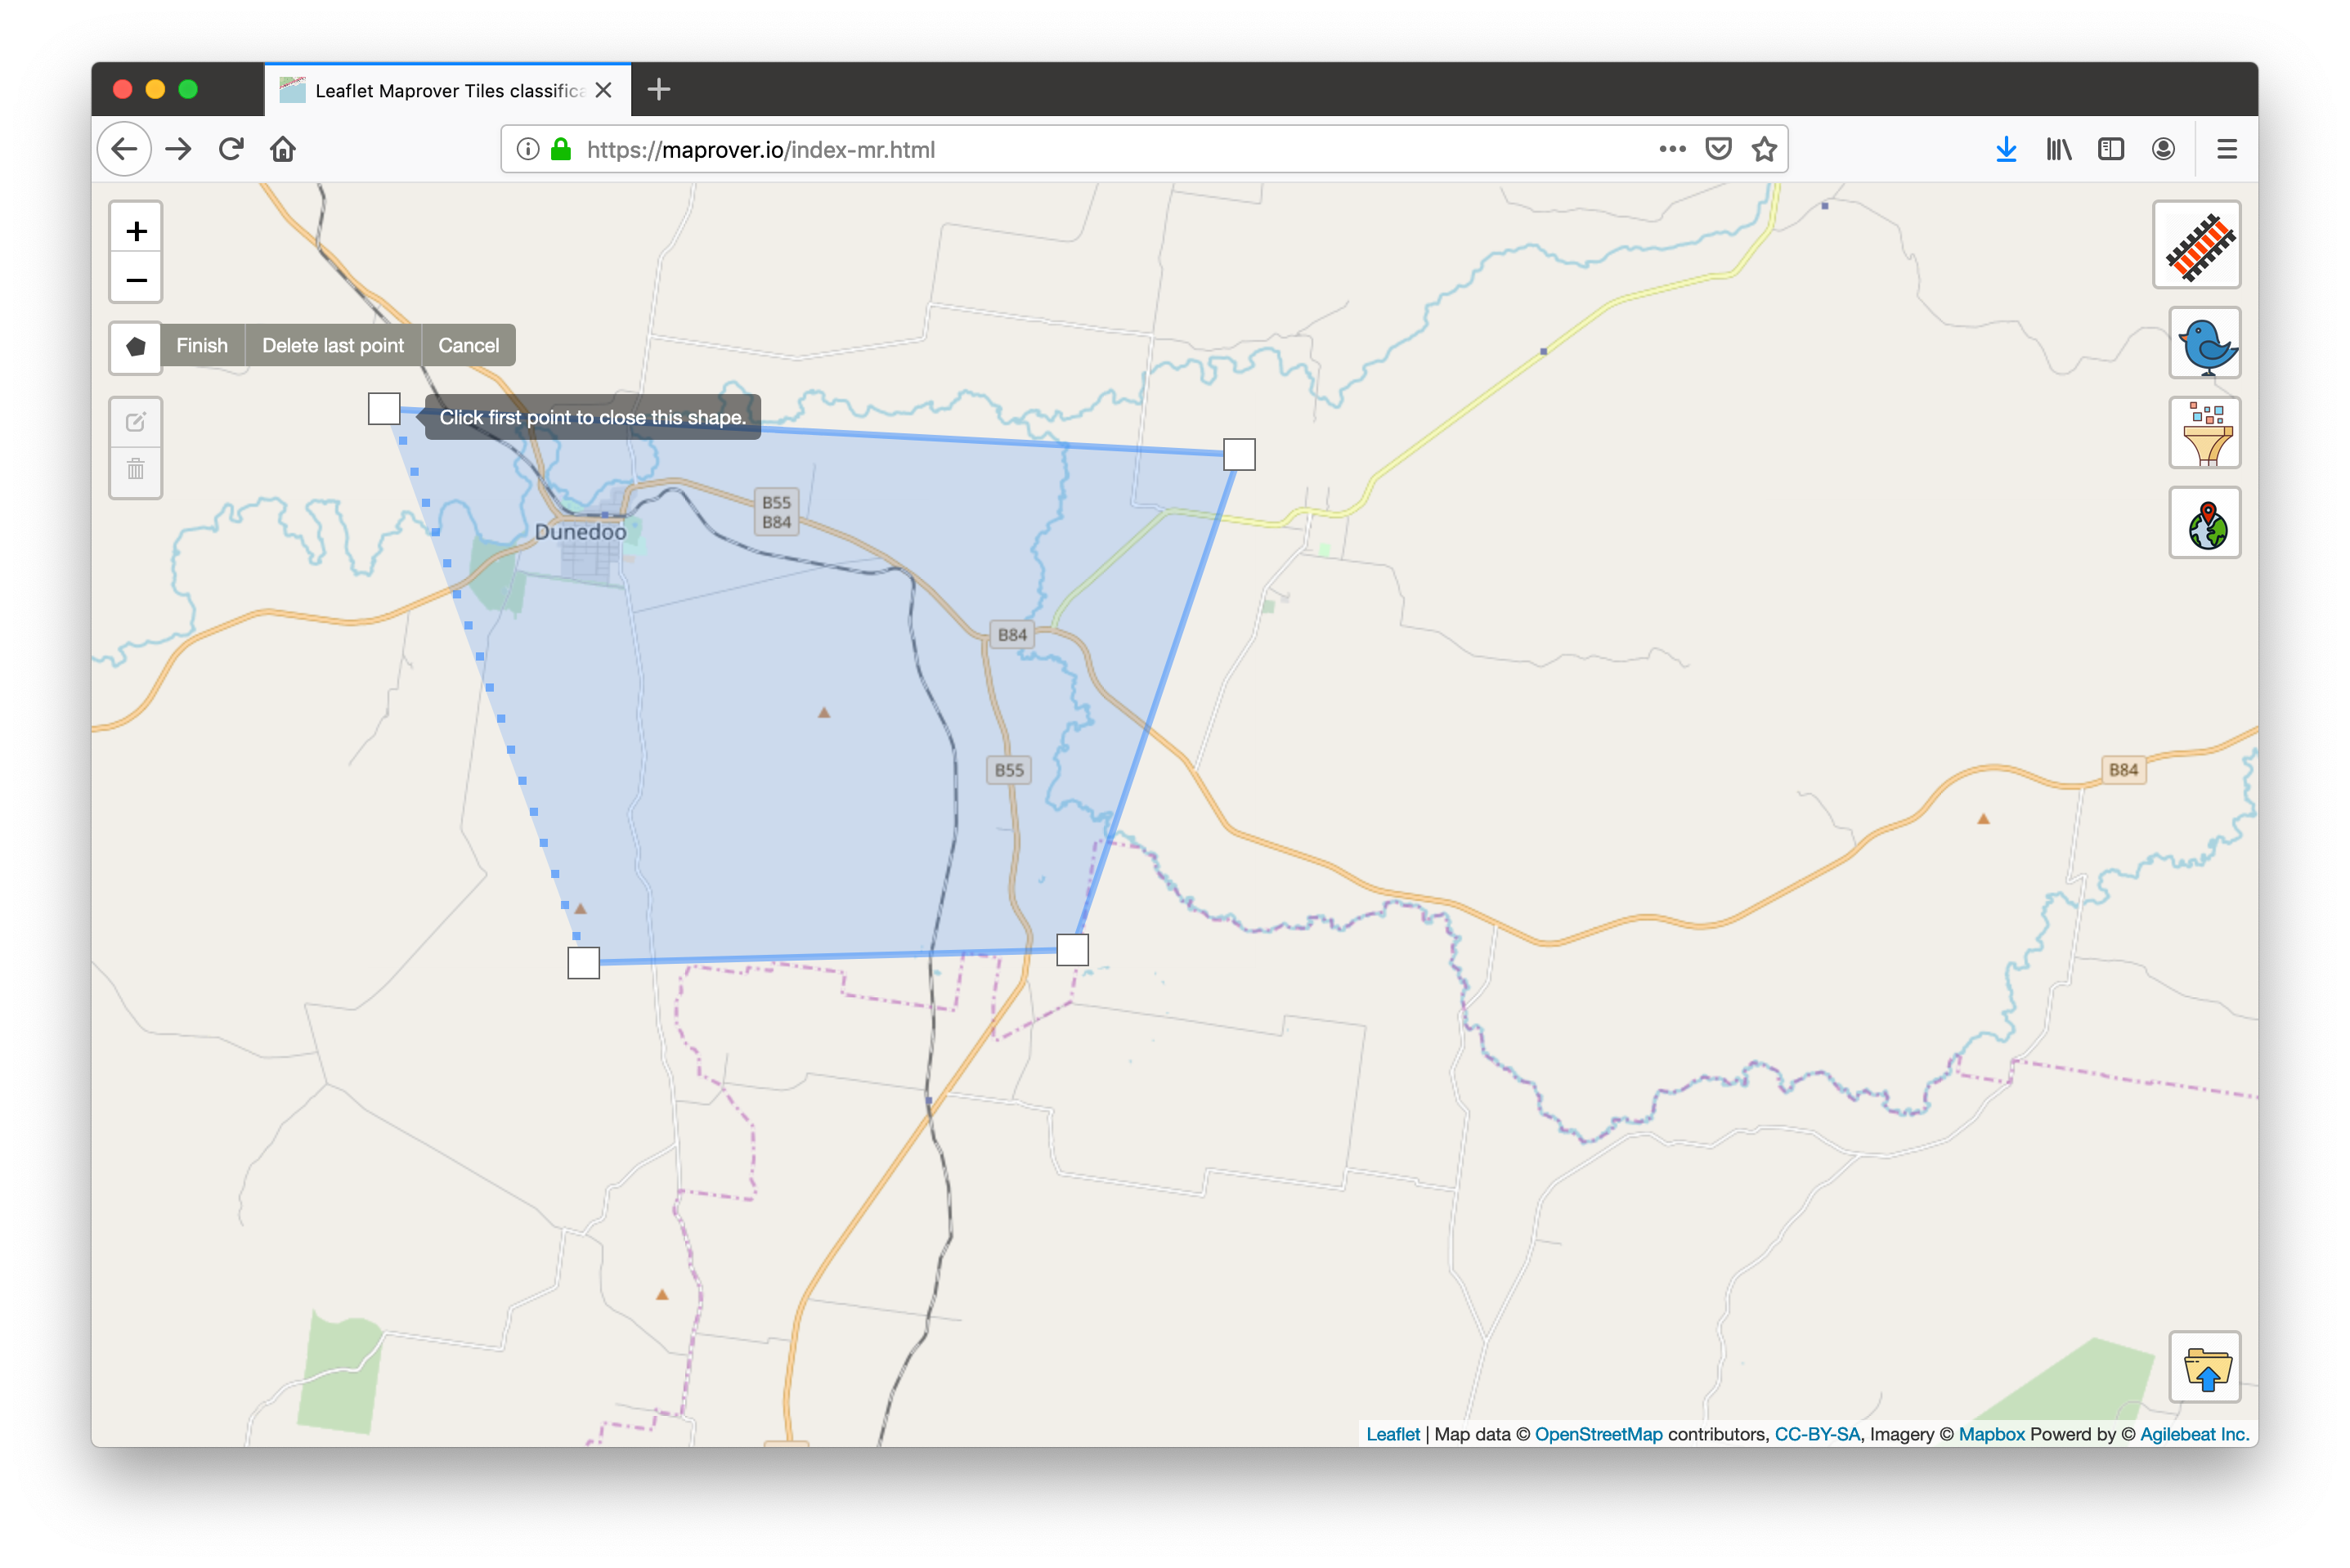 Leaflet Maprover Tiles classifica
https://maprover.io/index-mr.html
+
−
Finish
Delete last point
Cancel
Click first point to close this shape.
B55
B84
Dunedoo
B84
B55
B84
Leaflet | Map data © OpenStreetMap contributors, CC-BY-SA, Imagery © Mapbox Powerd by © Agilebeat Inc.